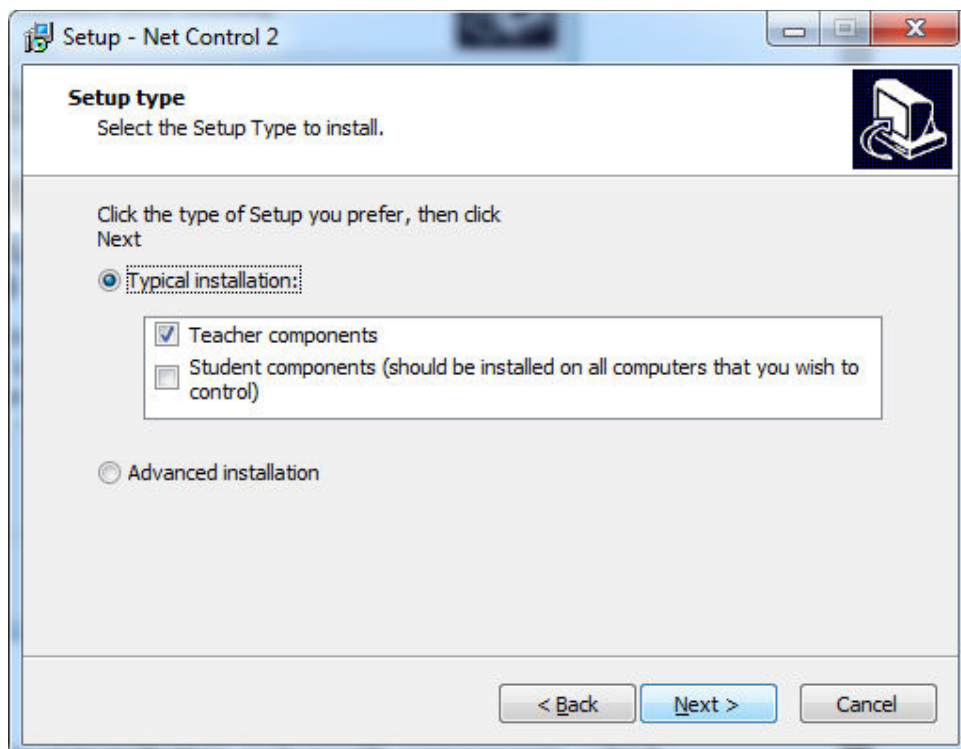 Setup - Net Control 2
Setup type
Select the Setup Type to install.
Click the type of Setup you prefer, then click
Next
Typical installation:
Teacher components
Student components (should be installed on all computers that you wish to
control)
Advanced installation
< Back
Next >
Cancel